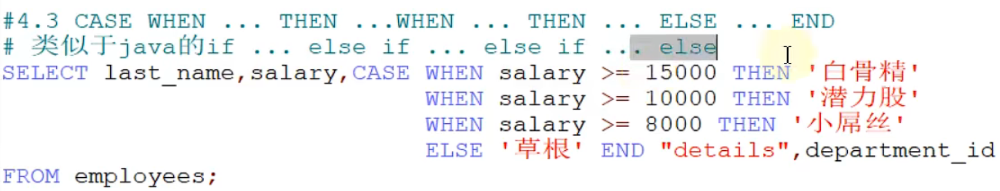 #4.3 CASE WHEN ... THEN ...WHEN ... THEN ... ELSE ... END
# 类似于java的if ... else if ... else if ... else
SELECT last_name,salary,CASE WHEN salary >= 15000 THEN '白骨精'
WHEN salary >= 10000 THEN '潜力股'
WHEN salary >= 8000 THEN '小屌丝'
ELSE '草根' END "details",department_id
FROM employees;